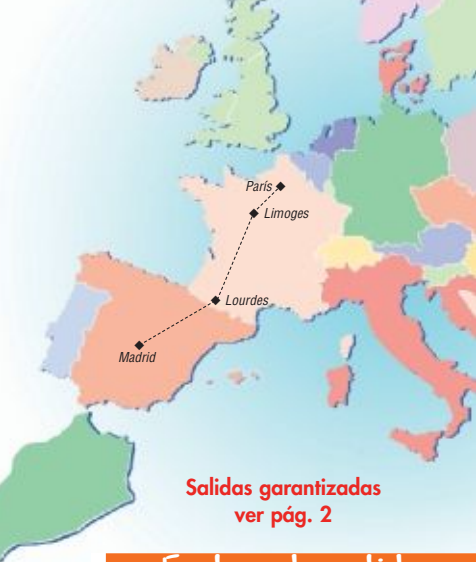 París
Limoges
Lourdes
Madrid
Salidas garantizadas
ver pág. 2